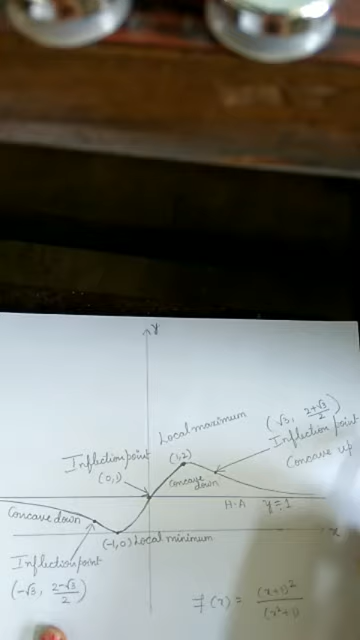 y
Local maximum
(√3, 2+√3/2)
Inflection point
(0,1)
(1,2)
Inflection point
Concave up
Concave down
H·A y=1
Concave down
x
(-1,0) Local minimum
Inflection point
(-√3, 2-√3/2)
f(x) = (x+1)²/(x²+1)